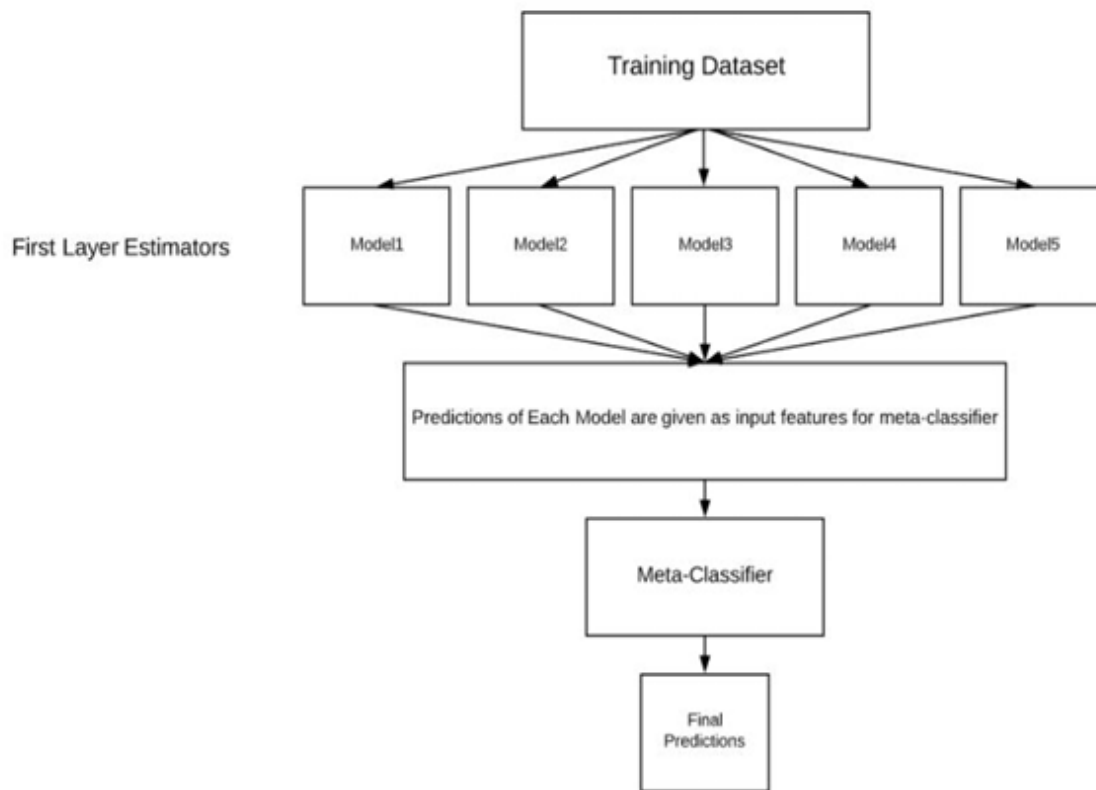 Training Dataset
First Layer Estimators
Model1
Model2
Model3
Model4
Model5
Predictions of Each Model are given as input features for meta-classifier
Meta-Classifier
Final
Predictions